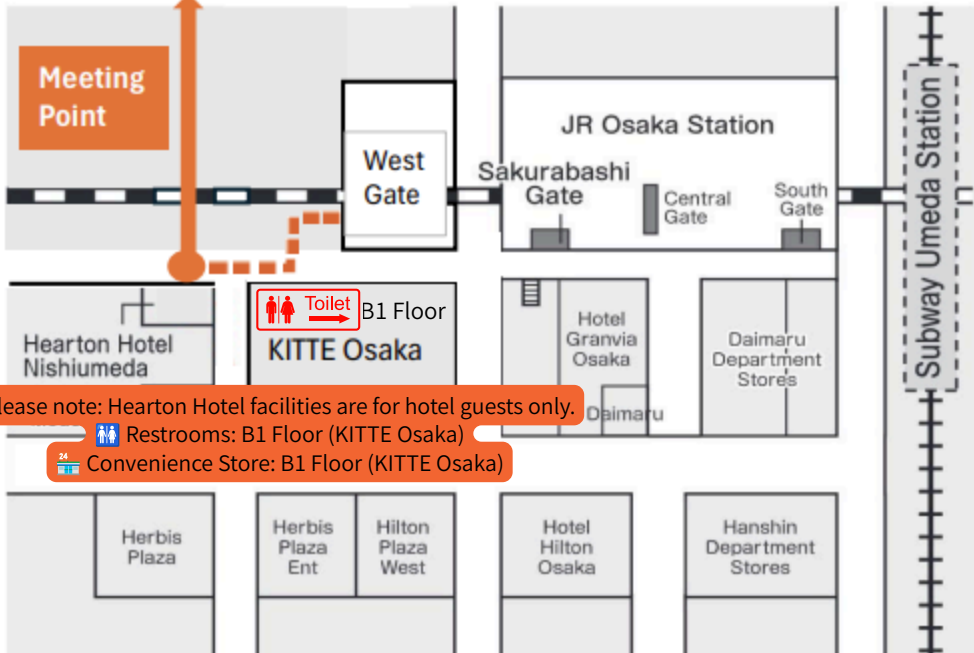 Meeting
Point
West
Gate
JR Osaka Station
Sakurabashi
Gate
Central
Gate
South
Gate
Subway Umeda Station
Toilet
B1 Floor
KITTE Osaka
Hearton Hotel
Nishiumeda
Hotel
Granvia
Osaka
Daimaru
Daimaru
Department
Stores
lease note: Hearton Hotel facilities are for hotel guests only.
Restrooms: B1 Floor (KITTE Osaka)
24
Convenience Store: B1 Floor (KITTE Osaka)
Herbis
Plaza
Herbis
Plaza
Ent
Hilton
Plaza
West
Hotel
Hilton
Osaka
Hanshin
Department
Stores